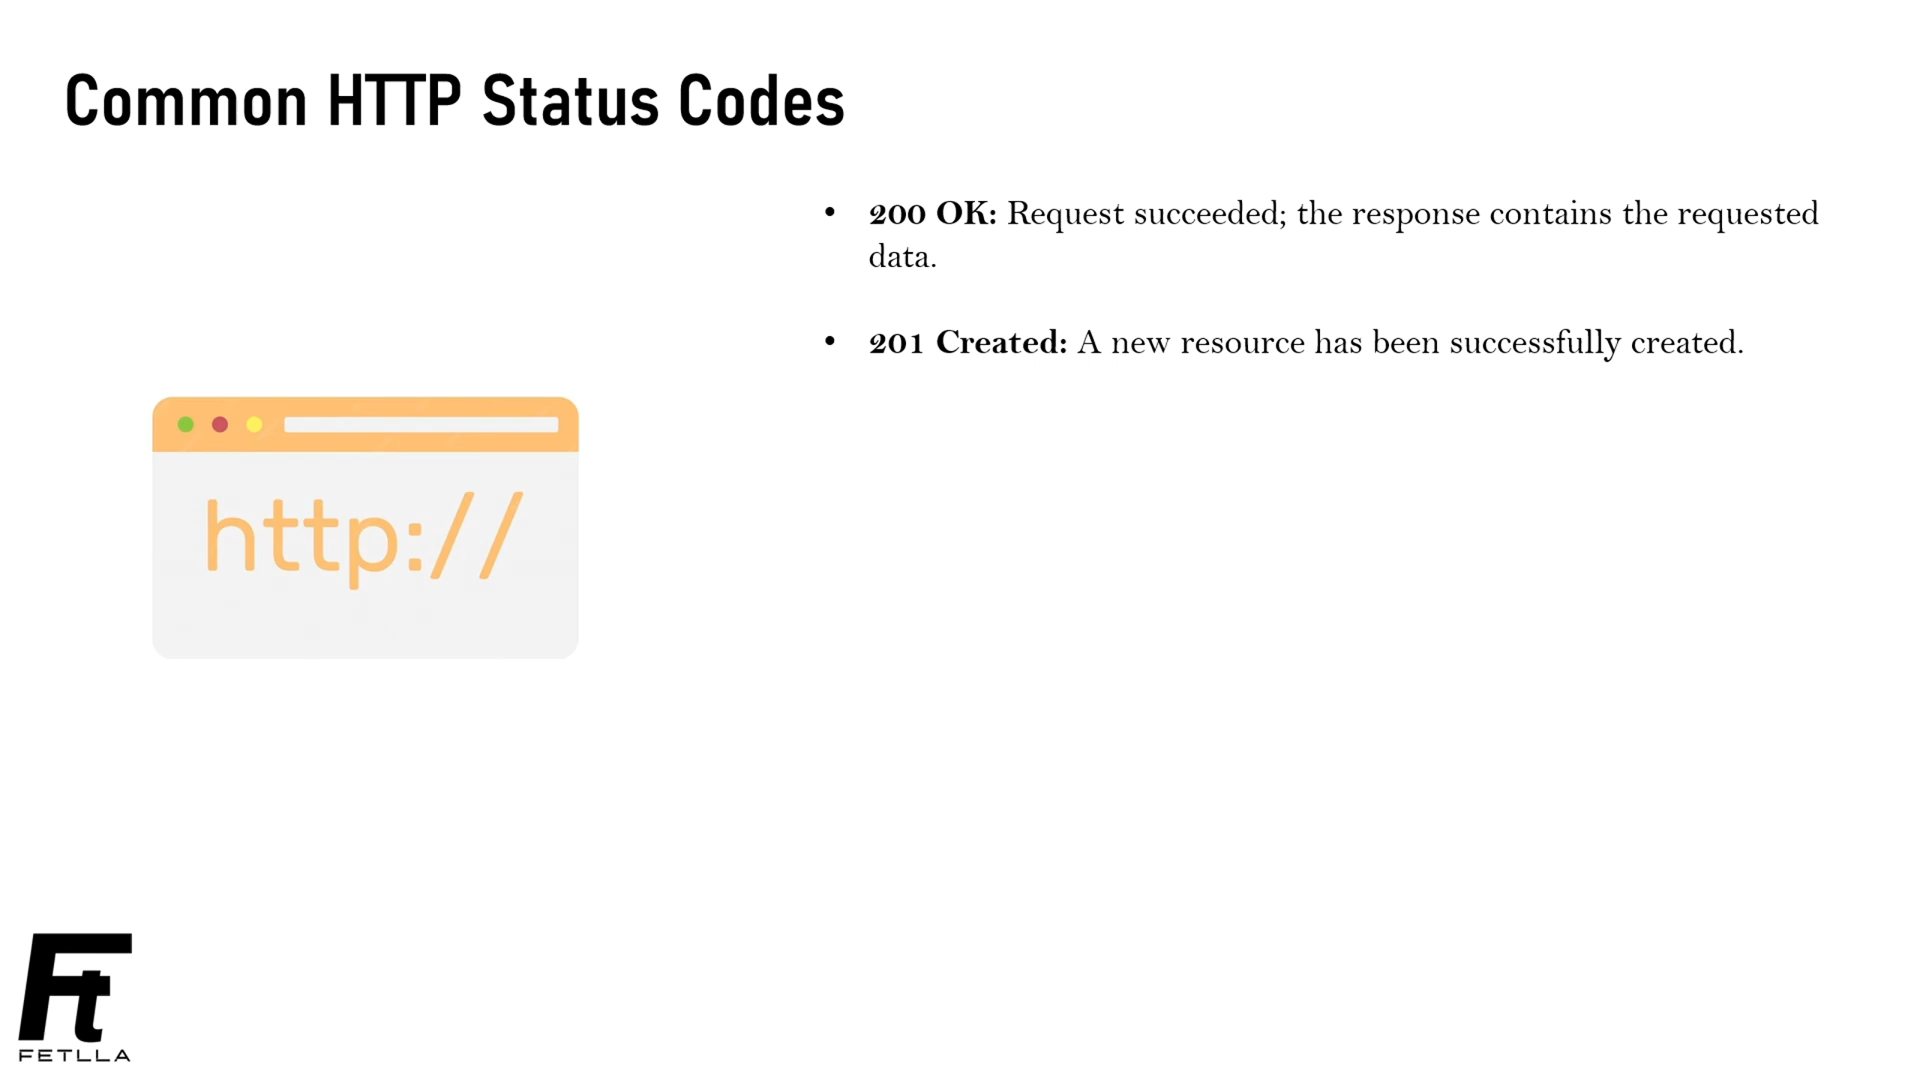 Common HTTP Status Codes
• 200 OK: Request succeeded; the response contains the requested
data.
• 201 Created: A new resource has been successfully created.
http://
Ft
FETLLA